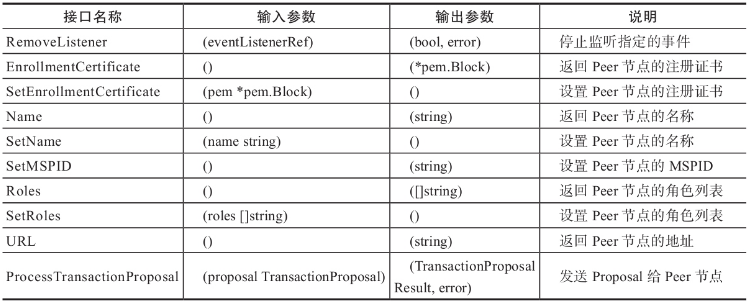 接口名称 输入参数 输出参数 说明
RemoveListener (eventListenerRef) (bool, error) 停止监听指定的事件
EnrollmentCertificate () (*pem.Block) 返回 Peer 节点的注册证书
SetEnrollmentCertificate (pem *pem.Block) () 设置 Peer 节点的注册证书
Name () (string) 返回 Peer 节点的名称
SetName (name string) () 设置 Peer 节点的名称
SetMSPID () (string) 设置 Peer 节点的 MSPID
Roles () ([]string) 返回 Peer 节点的角色列表
SetRoles (roles []string) () 设置 Peer 节点的角色列表
URL () (string) 返回 Peer 节点的地址
ProcessTransactionProposal (proposal TransactionProposal) (TransactionProposal
Result, error) 发送 Proposal 给 Peer 节点